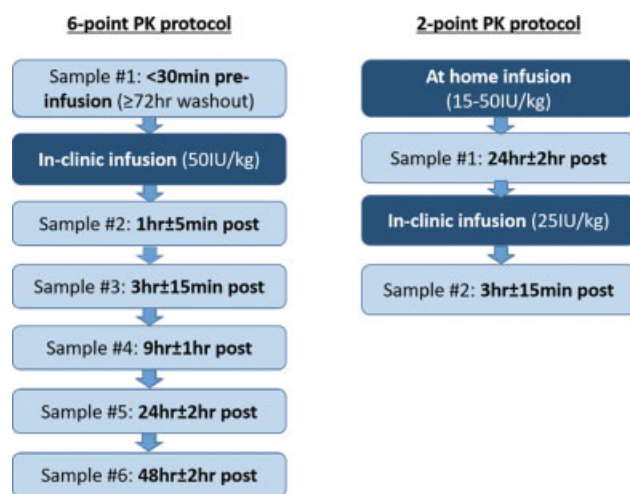 6-point PK protocol
Sample #1: <30min pre-
infusion (≥72hr washout)
In-clinic infusion (50IU/kg)
Sample #2: 1hr±5min post
Sample #3: 3hr±15min post
Sample #4: 9hr±1hr post
Sample #5: 24hr±2hr post
Sample #6: 48hr±2hr post
2-point PK protocol
At home infusion
(15-50IU/kg)
Sample #1: 24hr±2hr post
In-clinic infusion (25IU/kg)
Sample #2: 3hr±15min post